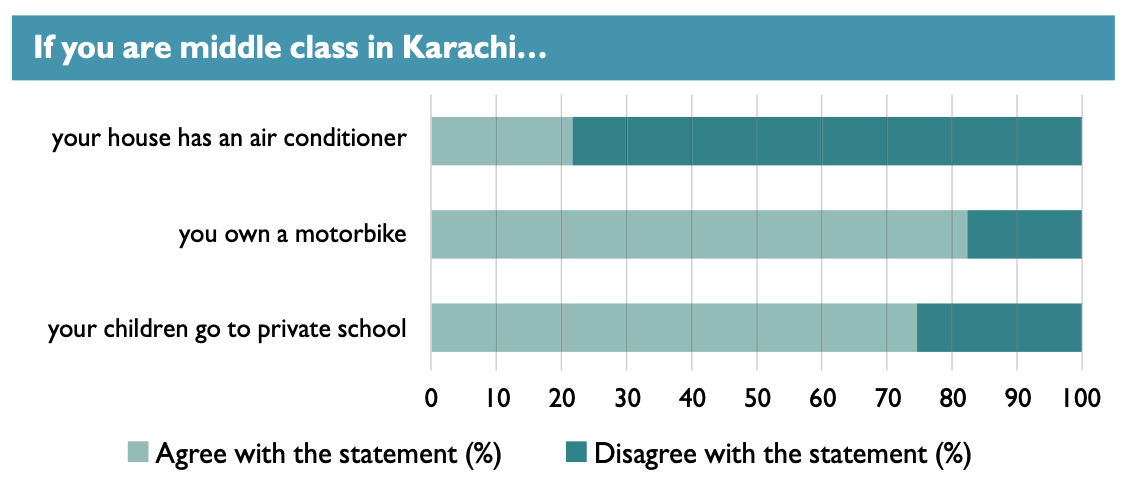 If you are middle class in Karachi...
your house has an air conditioner
you own a motorbike
your children go to private school
0 10 20 30 40 50 60 70 80 90 100
Agree with the statement (%) Disagree with the statement (%)